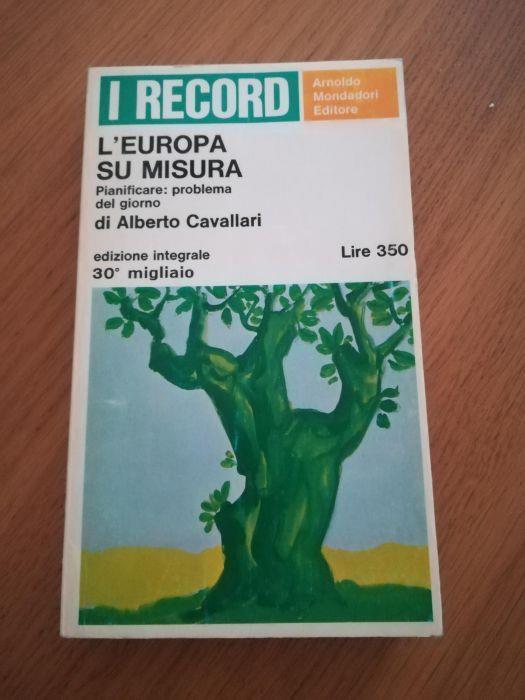 I RECORD
Arnoldo
Mondadori
Editore
L'EUROPA
SU MISURA
Pianificare: problema
del giorno
di Alberto Cavallari
edizione integrale
30° migliaio
Lire 350